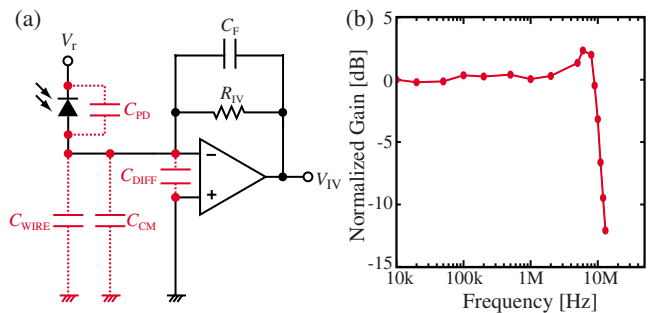 (a)
V_r
C_F
R_IV
C_PD
C_DIFF
C_WIRE
C_CM
−
+
V_IV
(b)
Normalized Gain [dB]
5
0
-5
-10
-15
10k
100k
1M
10M
Frequency [Hz]